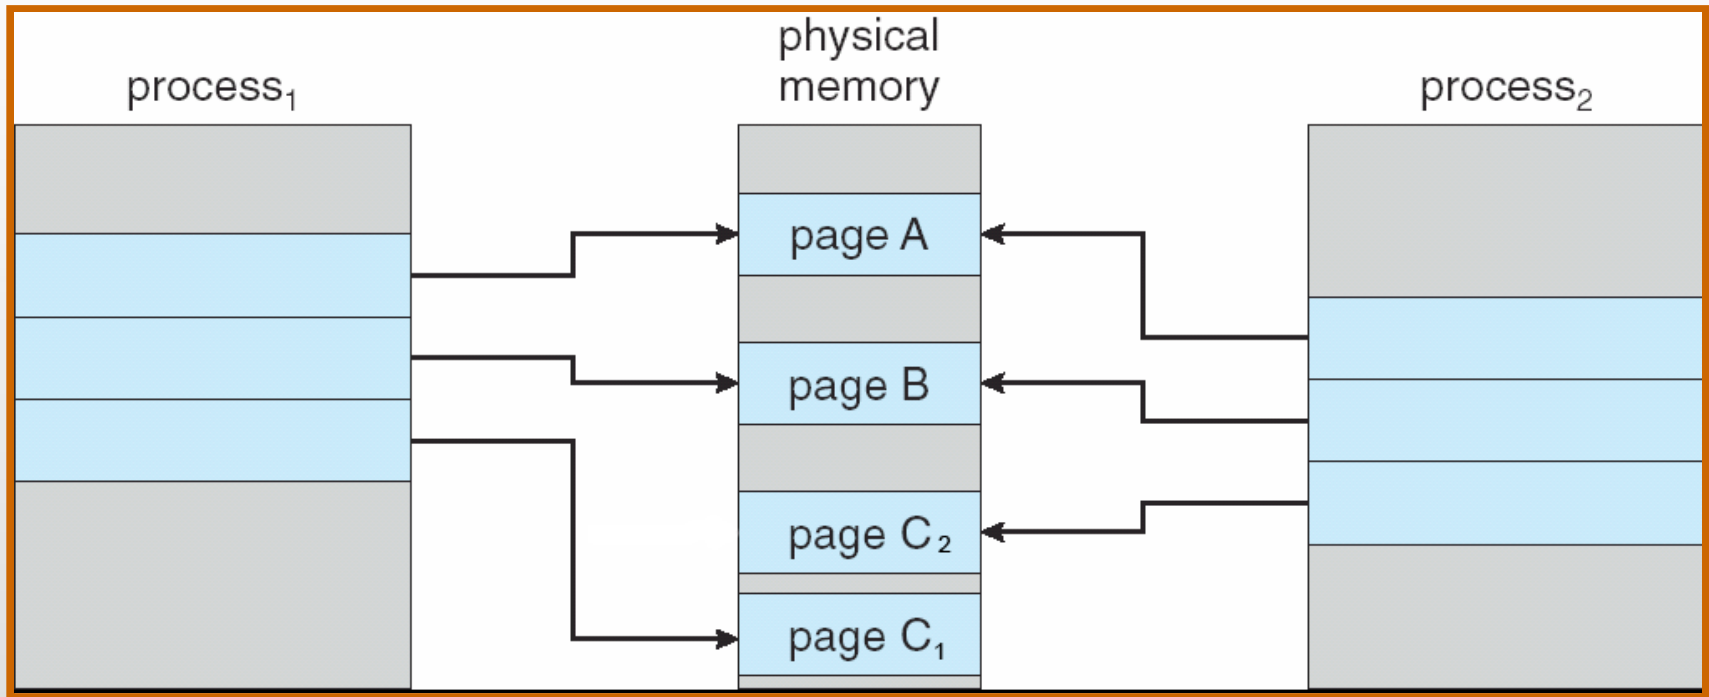 physical
memory
process₁
process₂
page A
page B
page C₂
page C₁